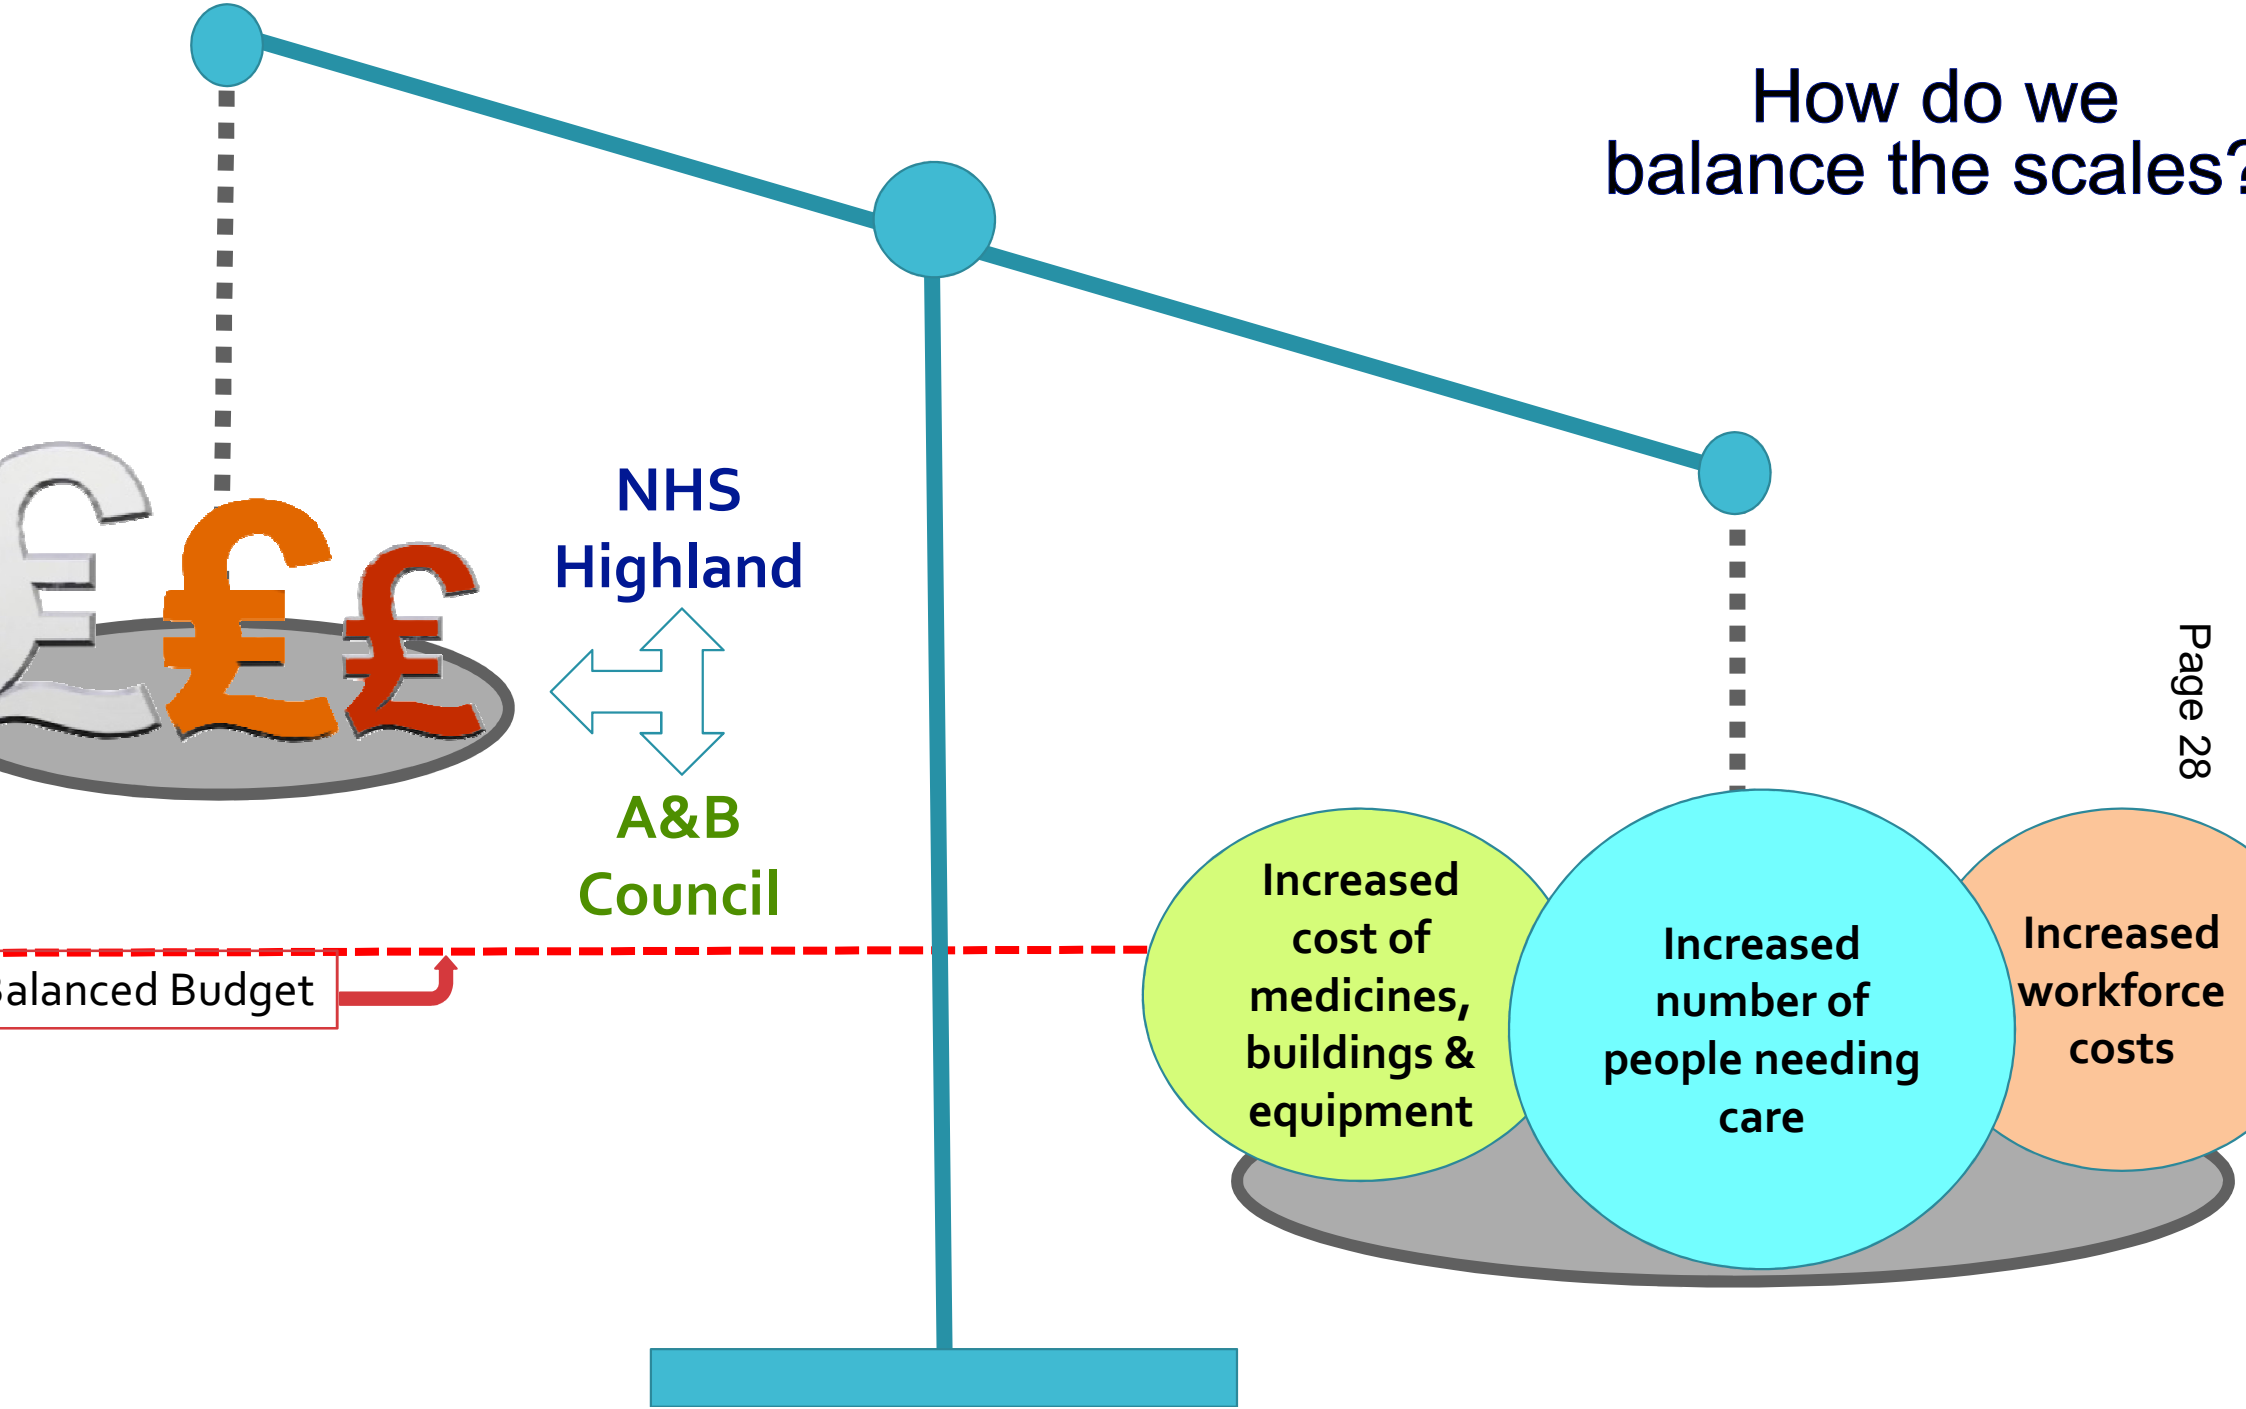 How do we
balance the scales?
NHS
Highland
A&B
Council
Balanced Budget
Increased
cost of
medicines,
buildings &
equipment
Increased
number of
people needing
care
Increased
workforce
costs
Page 28